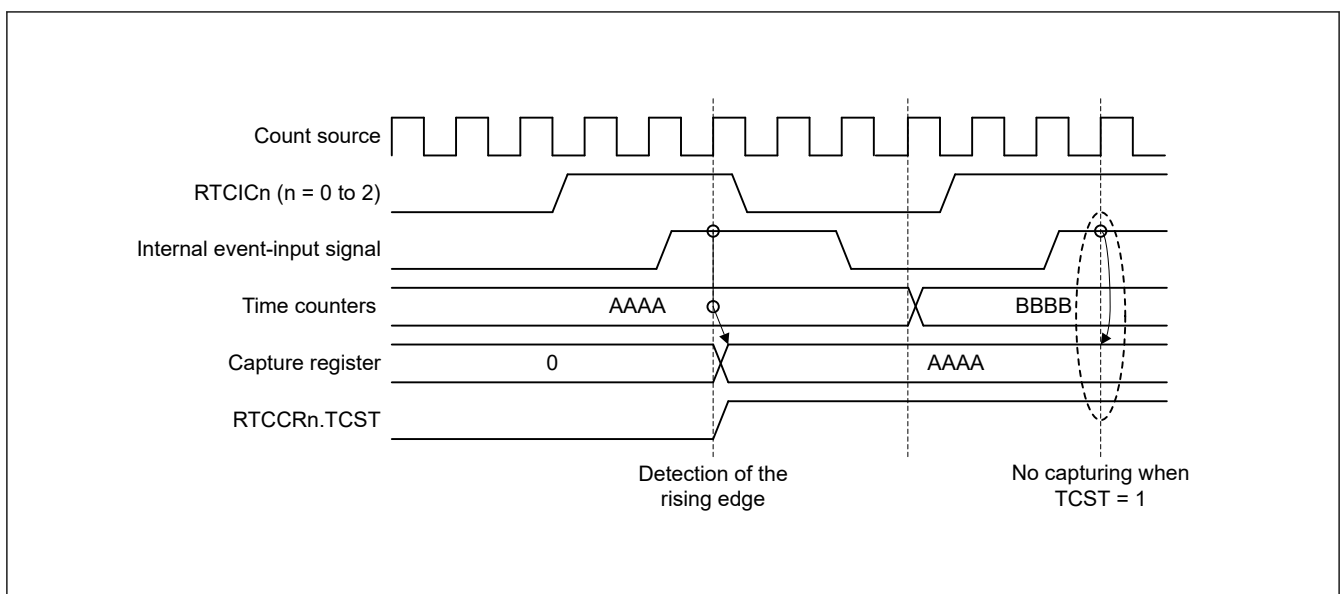 Count source
RTCICn (n = 0 to 2)
Internal event-input signal
Time counters
AAAA
BBBB
Capture register
0
AAAA
RTCCRn.TCST
Detection of the
rising edge
No capturing when
TCST = 1